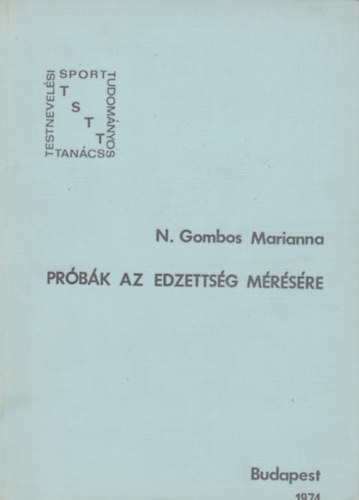 TESTNEVELÉSI
SPORT
TUDOMÁNYOS
TANÁCS
T
S
T
T
N. Gombos Marianna
PRÓBÁK AZ EDZETTSÉG MÉRÉSÉRE
Budapest
1974